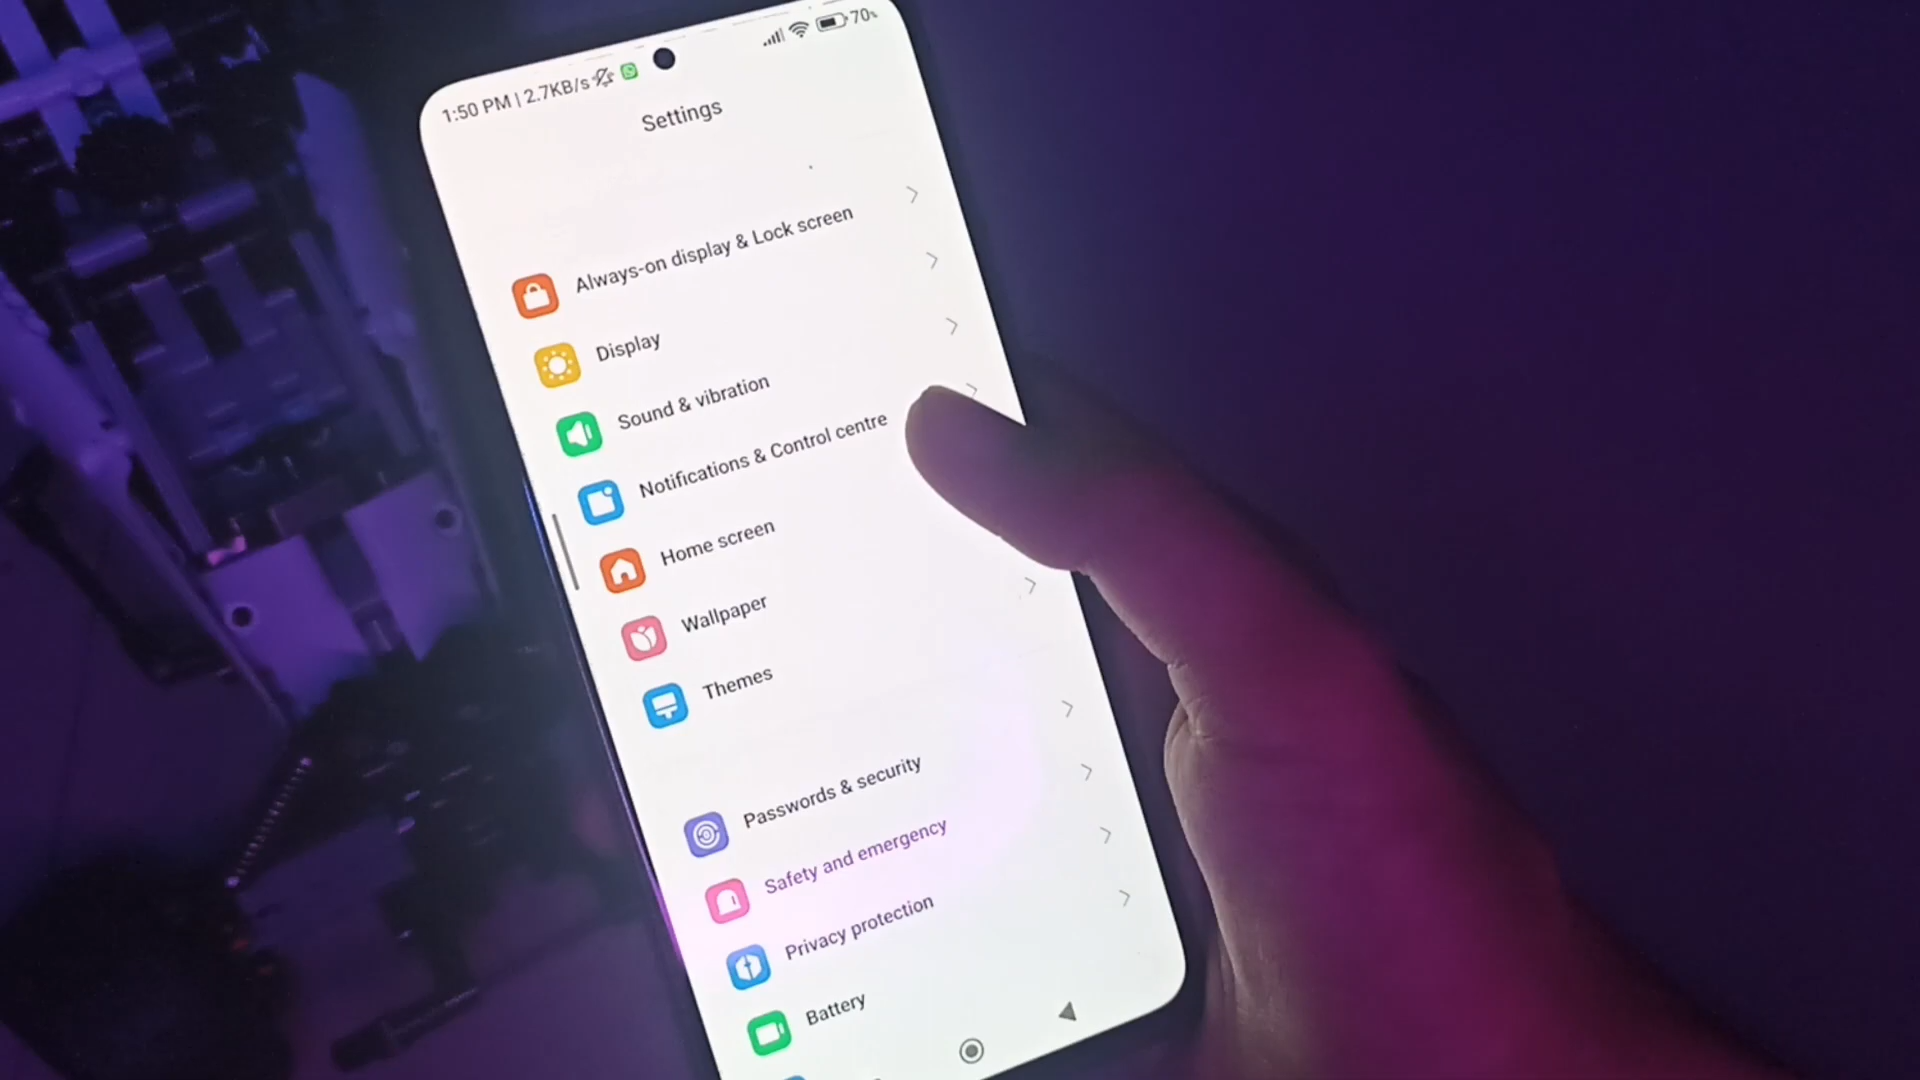 1:50 PM | 2.7KB/s
70%
Settings
Always-on display & Lock screen
Display
Sound & vibration
Notifications & Control centre
Home screen
Wallpaper
Themes
Passwords & security
Safety and emergency
Privacy protection
Battery